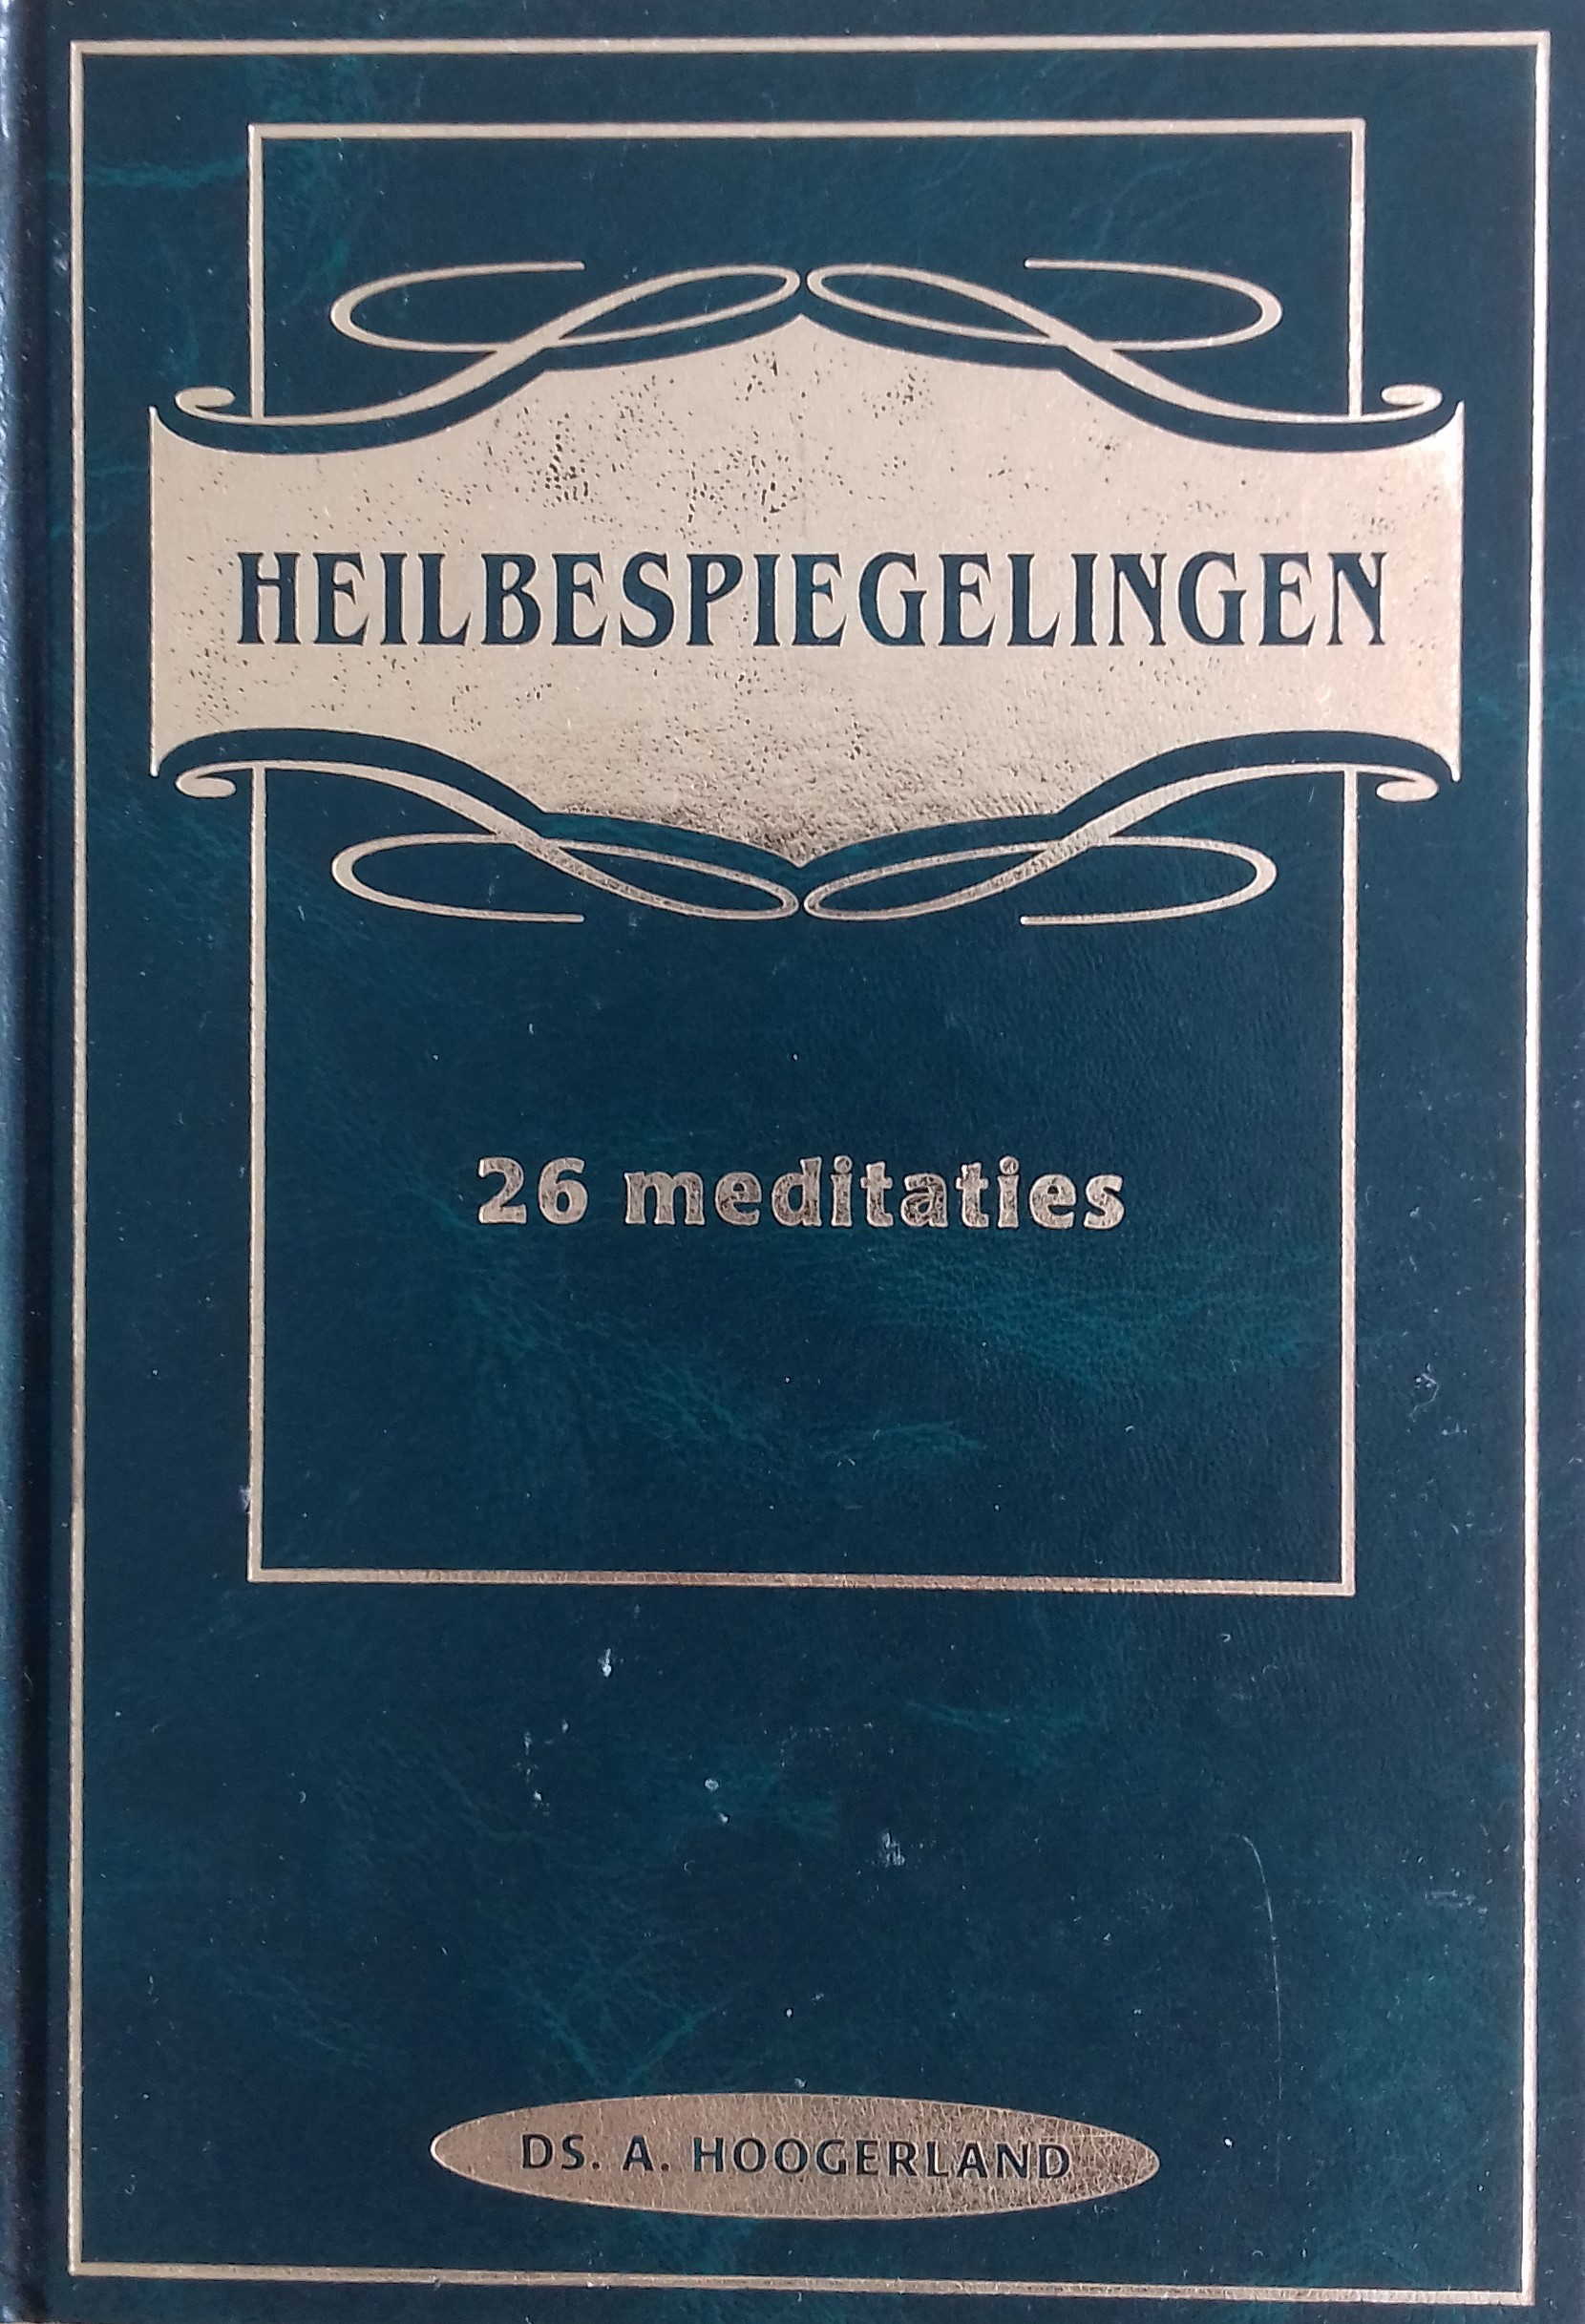 HEILBESPIEGELINGEN
26 meditaties
DS. A. HOOGERLAND